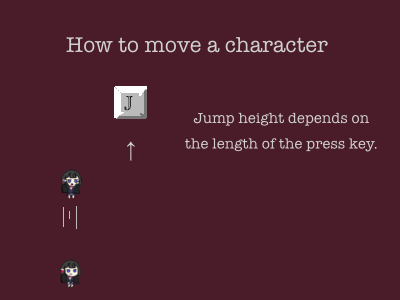 How to move a character
J
Jump height depends on
the length of the press key.